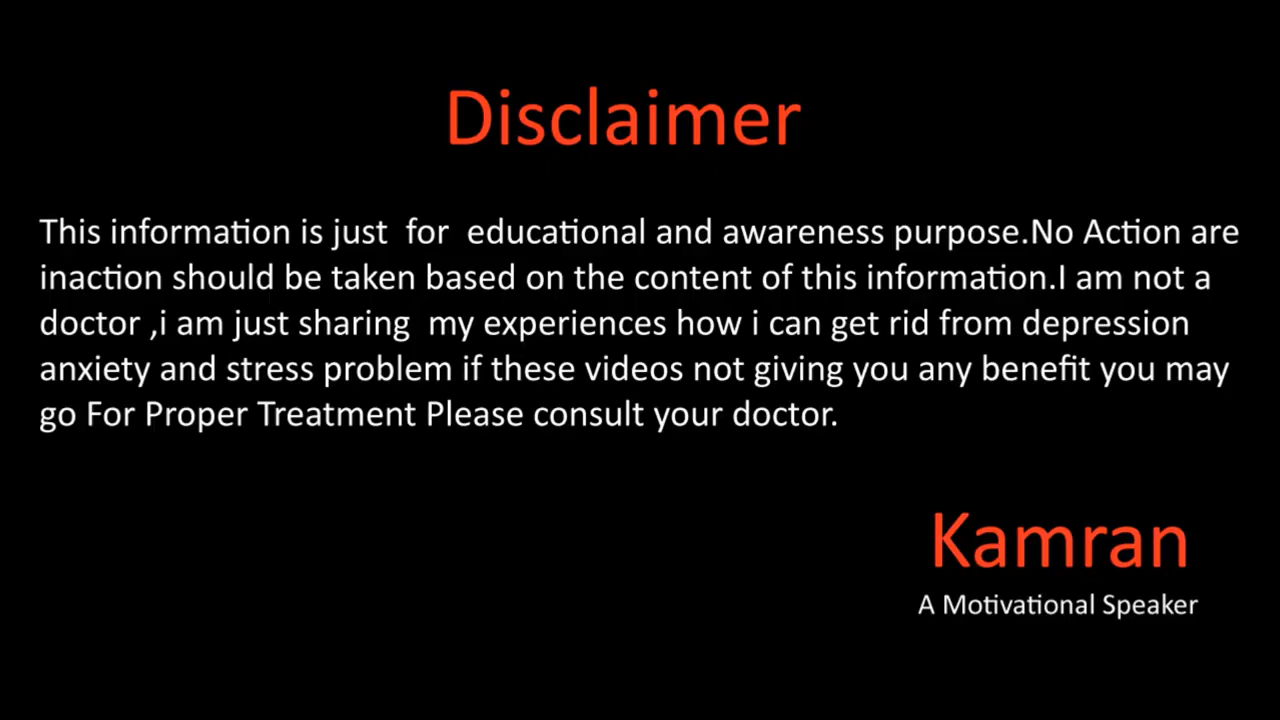 Disclaimer
This information is just  for  educational and awareness purpose.No Action are
inaction should be taken based on the content of this information.I am not a
doctor ,i am just sharing  my experiences how i can get rid from depression
anxiety and stress problem if these videos not giving you any benefit you may
go For Proper Treatment Please consult your doctor.
Kamran
A Motivational Speaker